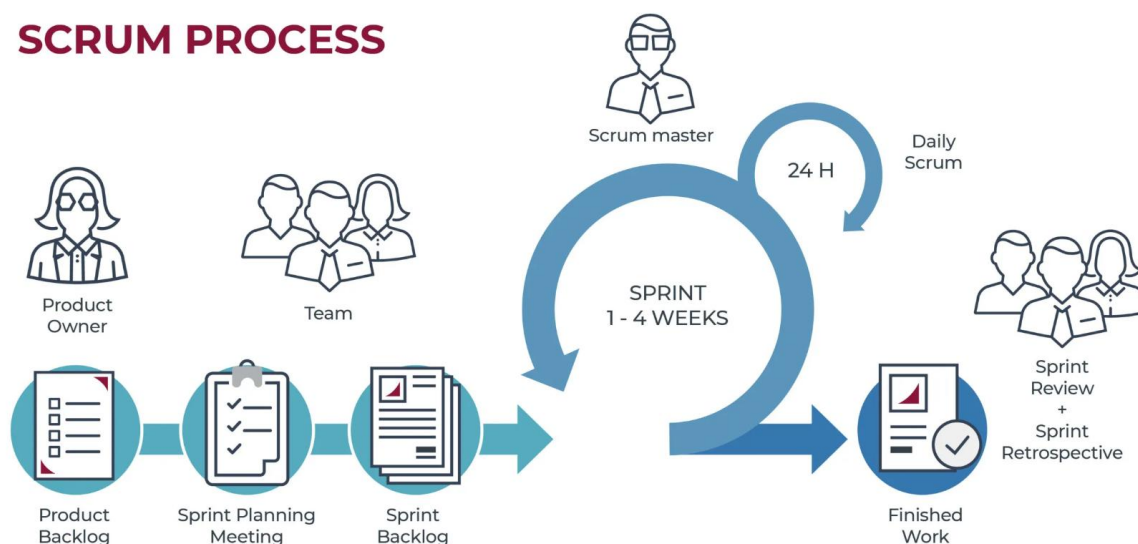 SCRUM PROCESS
Scrum master
Daily
Scrum
24 H
Product
Owner
Team
SPRINT
1 - 4 WEEKS
Sprint
Review
+
Sprint
Retrospective
Product
Backlog
Sprint Planning
Meeting
Sprint
Backlog
Finished
Work